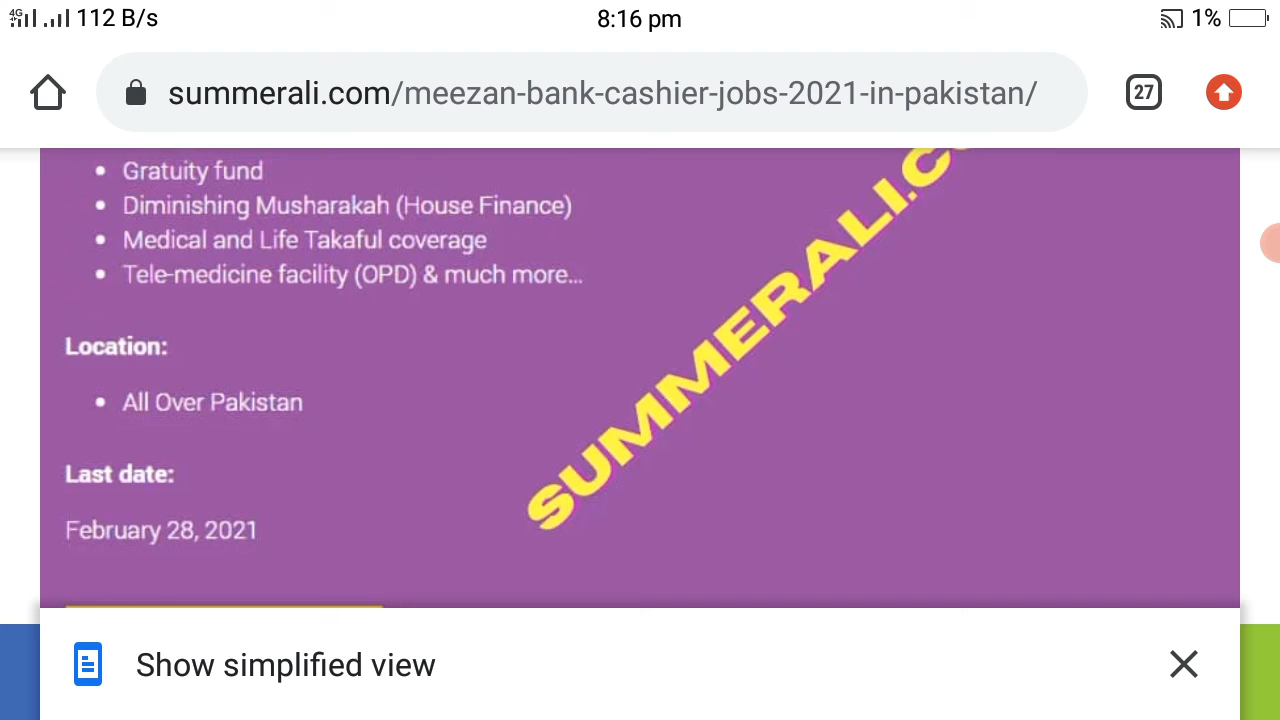 4G 112 B/s 8:16 pm 1%
summerali.com/meezan-bank-cashier-jobs-2021-in-pakistan/ 27
• Gratuity fund
• Diminishing Musharakah (House Finance)
• Medical and Life Takaful coverage
• Tele-medicine facility (OPD) & much more...
SUMMERALI.C
Location:
• All Over Pakistan
Last date:
February 28, 2021
Show simplified view